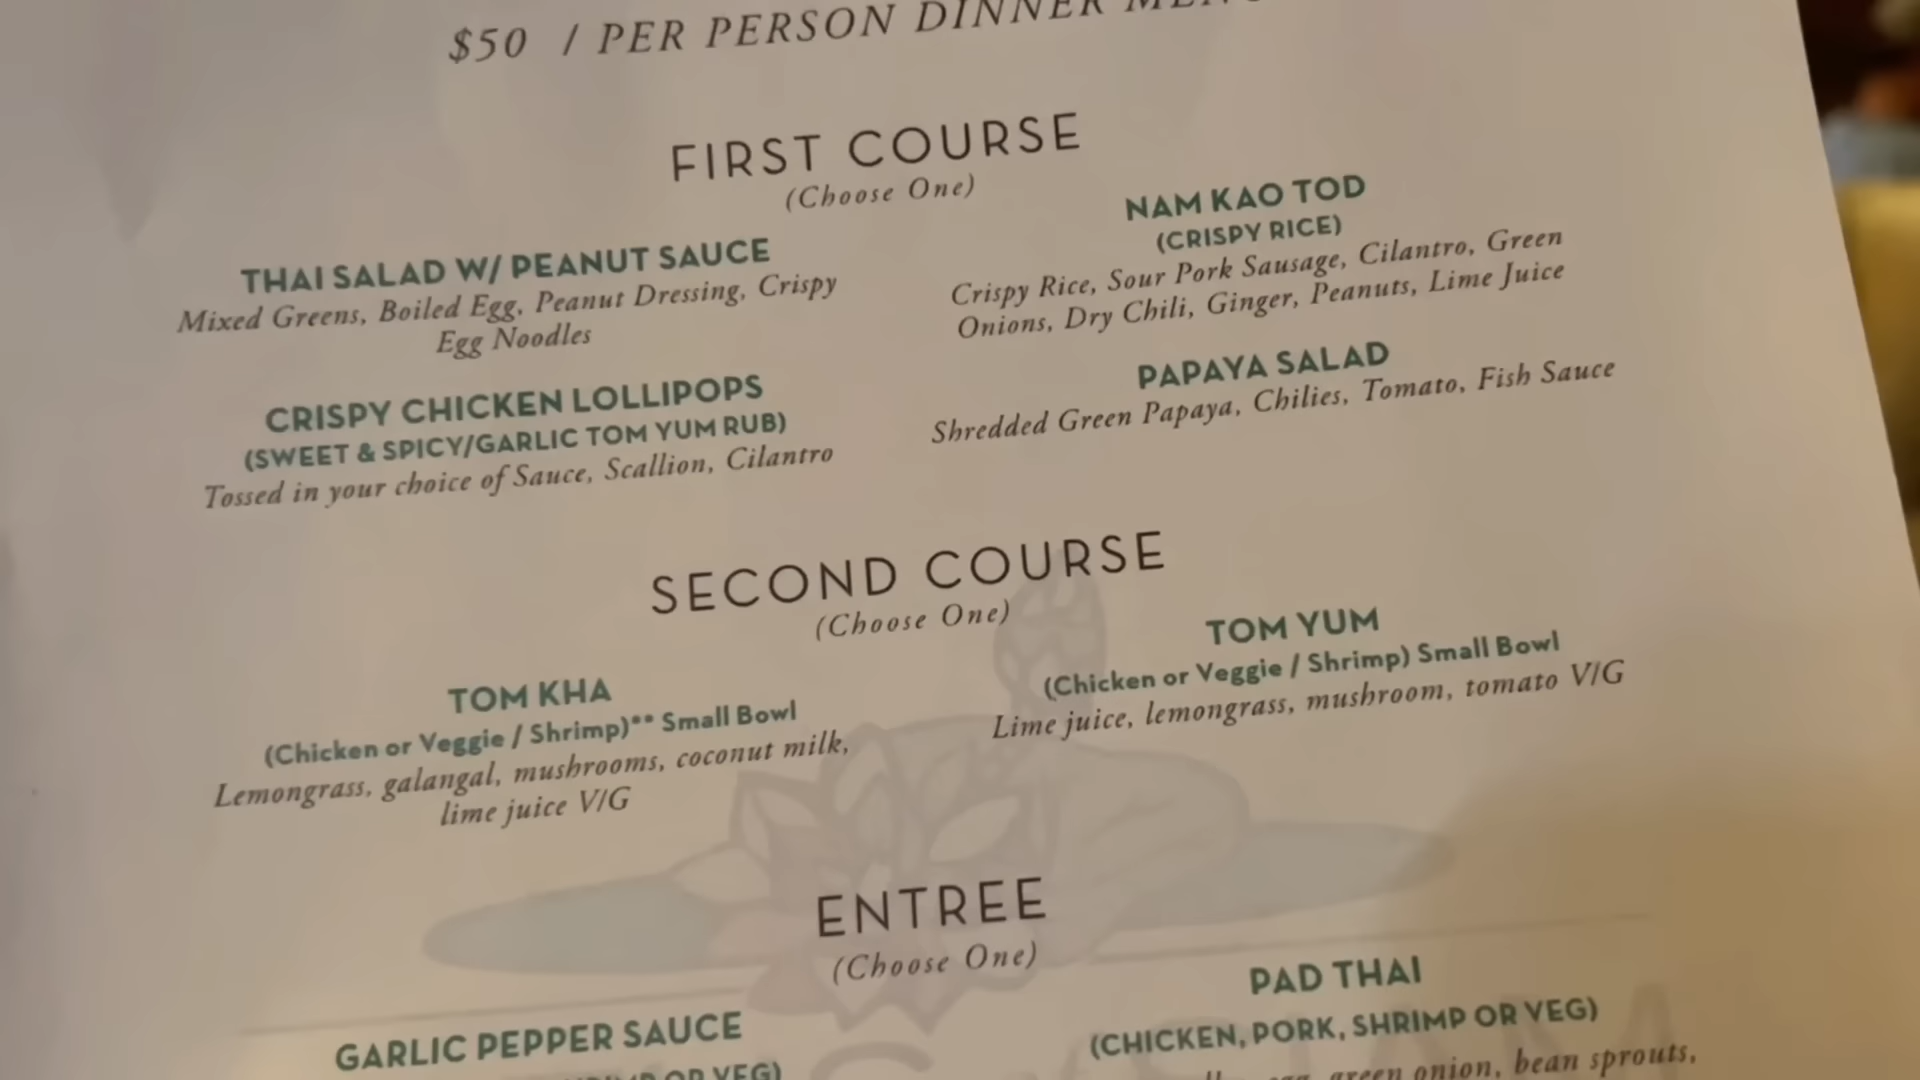 $50 / PER PERSON DINNER MENU
FIRST COURSE
(Choose One)
THAI SALAD W/ PEANUT SAUCE
Mixed Greens, Boiled Egg, Peanut Dressing, Crispy
Egg Noodles
CRISPY CHICKEN LOLLIPOPS
(SWEET & SPICY/GARLIC TOM YUM RUB)
Tossed in your choice of Sauce, Scallion, Cilantro
NAM KAO TOD
(CRISPY RICE)
Crispy Rice, Sour Pork Sausage, Cilantro, Green
Onions, Dry Chili, Ginger, Peanuts, Lime Juice
PAPAYA SALAD
Shredded Green Papaya, Chilies, Tomato, Fish Sauce
SECOND COURSE
(Choose One)
TOM KHA
(Chicken or Veggie / Shrimp)** Small Bowl
Lemongrass, galangal, mushrooms, coconut milk,
lime juice V/G
TOM YUM
(Chicken or Veggie / Shrimp) Small Bowl
Lime juice, lemongrass, mushroom, tomato V/G
ENTREE
(Choose One)
GARLIC PEPPER SAUCE
OR VEG)
PAD THAI
(CHICKEN, PORK, SHRIMP OR VEG)
green onion, bean sprouts,